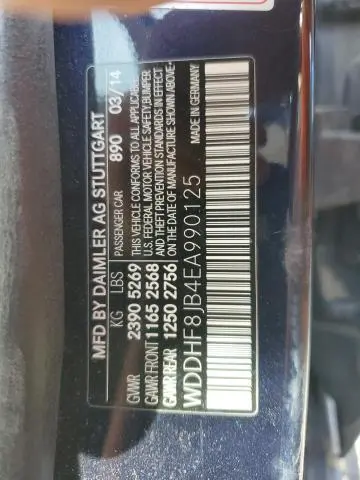 MFD BY DAIMLER AG STUTTGART
PASSENGER CAR 890 03/14
KG LBS
GVWR 2390 5269
GAWR FRONT 1165 2568
GAWR REAR 1250 2756
THIS VEHICLE CONFORMS TO ALL APPLICABLE
U.S. FEDERAL MOTOR VEHICLE SAFETY, BUMPER
AND THEFT PREVENTION STANDARDS IN EFFECT
ON THE DATE OF MANUFACTURE SHOWN ABOVE.
WDDHF8JB4EA990125
MADE IN GERMANY